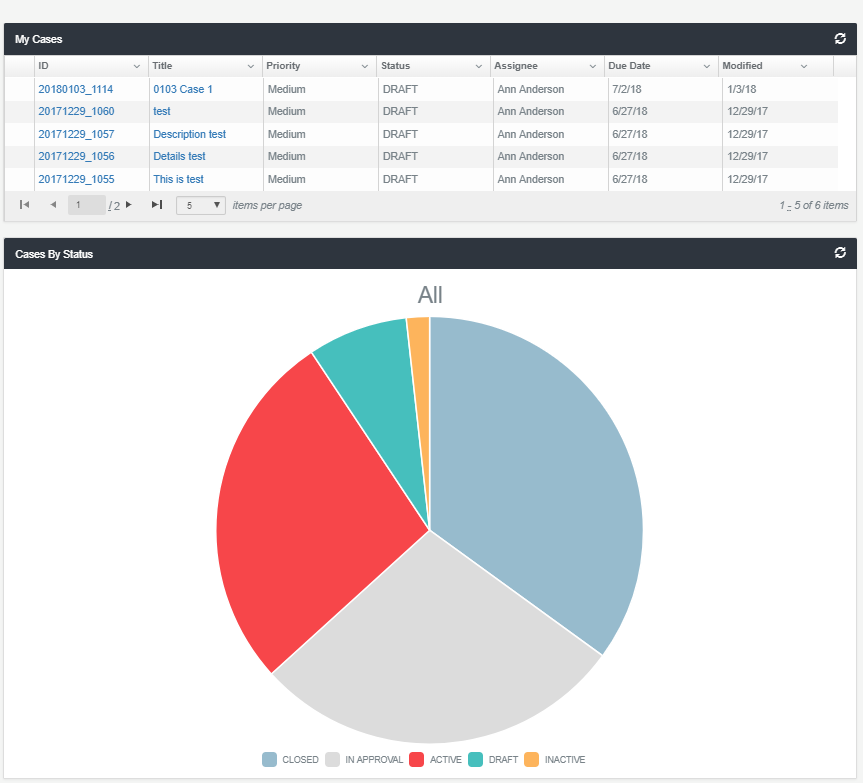 My Cases
ID Title Priority Status Assignee Due Date Modified
20180103_1114 0103 Case 1 Medium DRAFT Ann Anderson 7/2/18 1/3/18
20171229_1060 test Medium DRAFT Ann Anderson 6/27/18 12/29/17
20171229_1057 Description test Medium DRAFT Ann Anderson 6/27/18 12/29/17
20171229_1056 Details test Medium DRAFT Ann Anderson 6/27/18 12/29/17
20171229_1055 This is test Medium DRAFT Ann Anderson 6/27/18 12/29/17
1 / 2 5 items per page 1 - 5 of 6 items
Cases By Status
All
CLOSED IN APPROVAL ACTIVE DRAFT INACTIVE